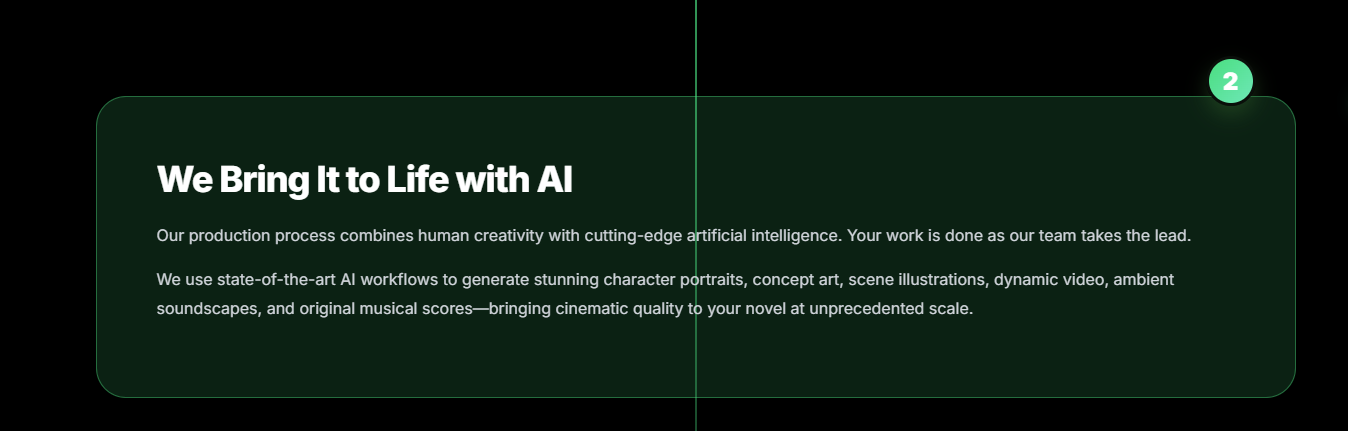 2
We Bring It to Life with AI
Our production process combines human creativity with cutting-edge artificial intelligence. Your work is done as our team takes the lead.
We use state-of-the-art AI workflows to generate stunning character portraits, concept art, scene illustrations, dynamic video, ambient
soundscapes, and original musical scores—bringing cinematic quality to your novel at unprecedented scale.